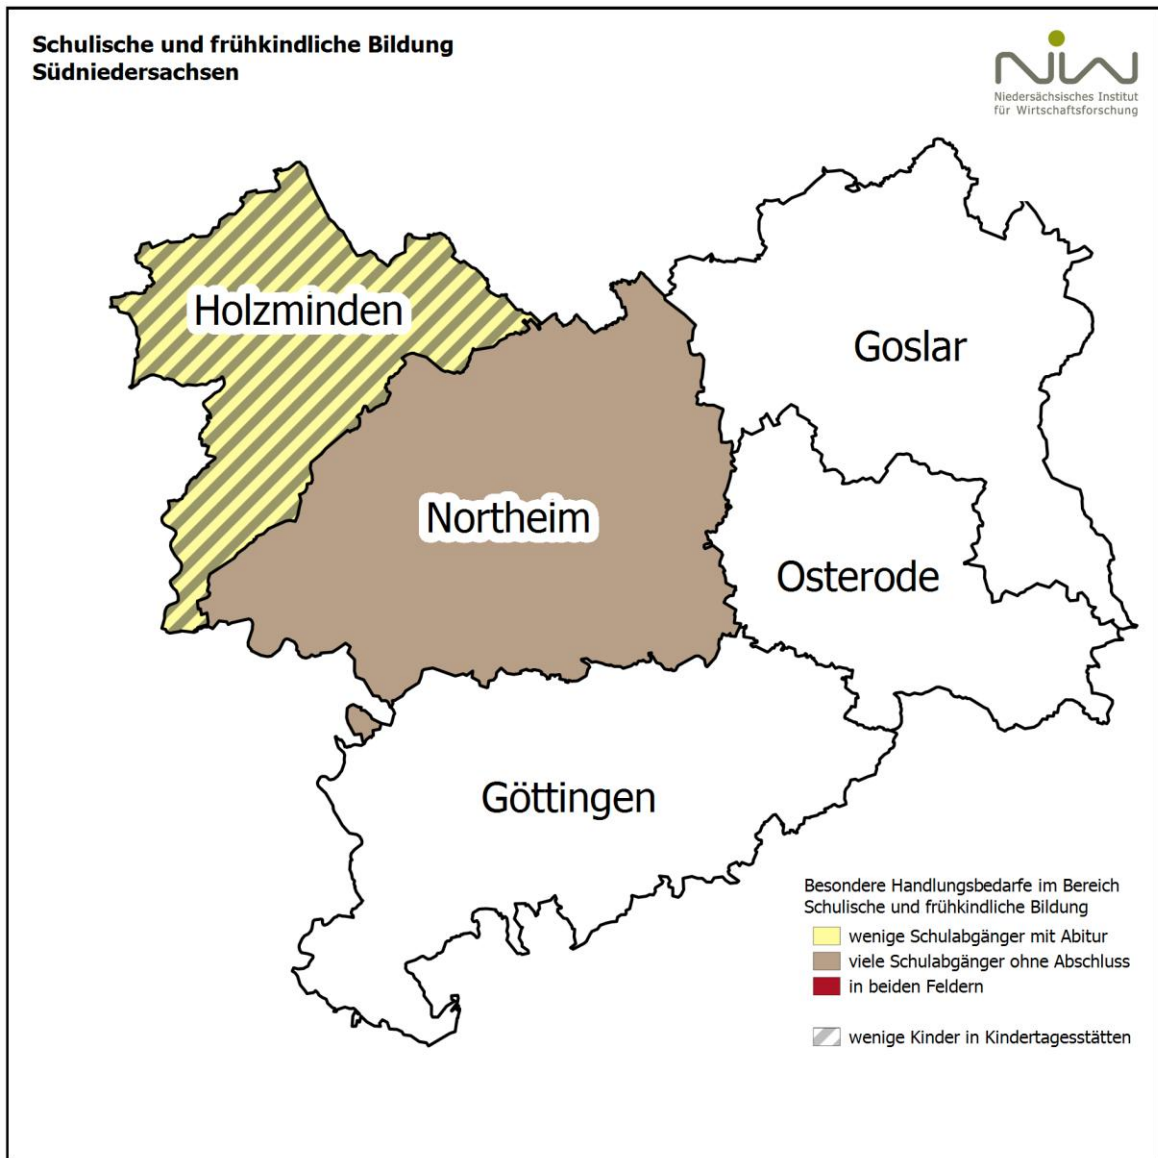 Schulische und frühkindliche Bildung
Südniedersachsen
NIW
Niedersächsisches Institut
für Wirtschaftsforschung
Holzminden
Goslar
Northeim
Osterode
Göttingen
Besondere Handlungsbedarfe im Bereich
Schulische und frühkindliche Bildung
wenige Schulabgänger mit Abitur
viele Schulabgänger ohne Abschluss
in beiden Feldern
wenige Kinder in Kindertagesstätten